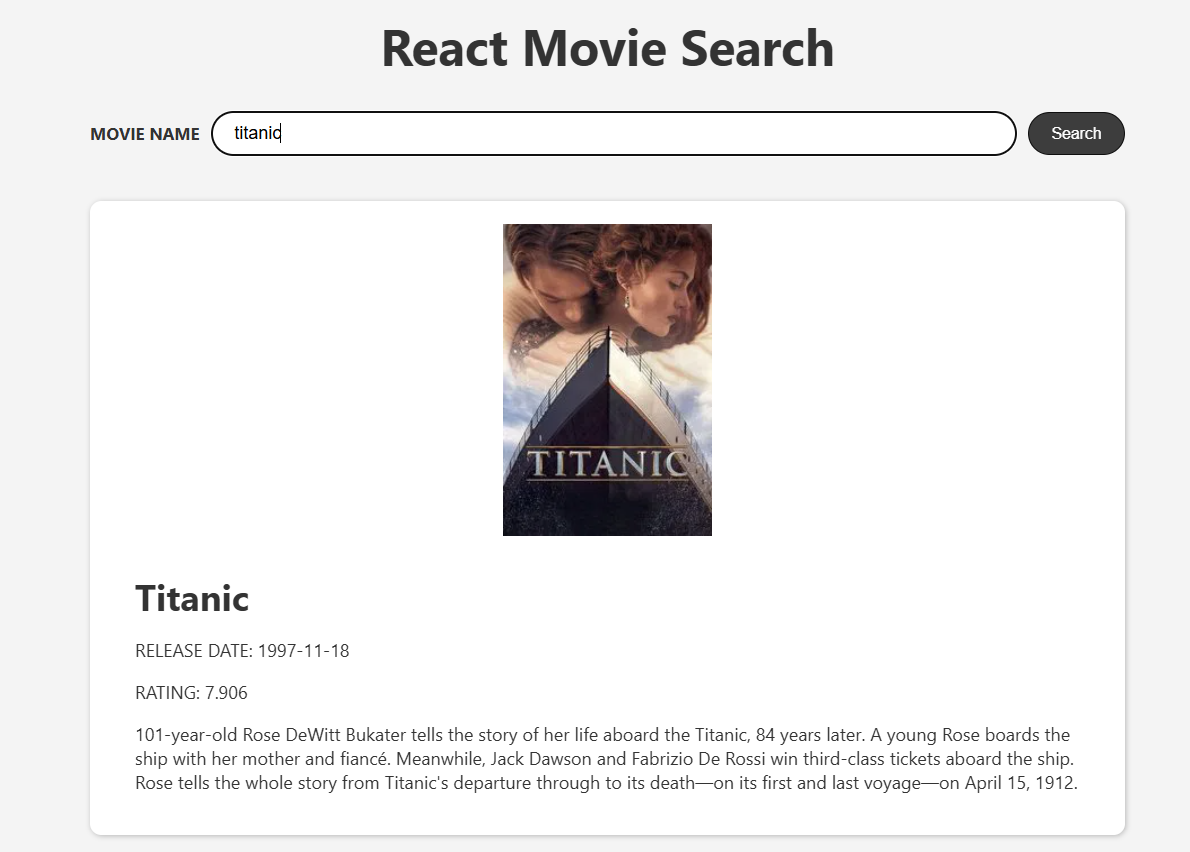 React Movie Search
MOVIE NAME titanic Search
TITANIC
Titanic
RELEASE DATE: 1997-11-18
RATING: 7.906
101-year-old Rose DeWitt Bukater tells the story of her life aboard the Titanic, 84 years later. A young Rose boards the
ship with her mother and fiancé. Meanwhile, Jack Dawson and Fabrizio De Rossi win third-class tickets aboard the ship.
Rose tells the whole story from Titanic's departure through to its death—on its first and last voyage—on April 15, 1912.